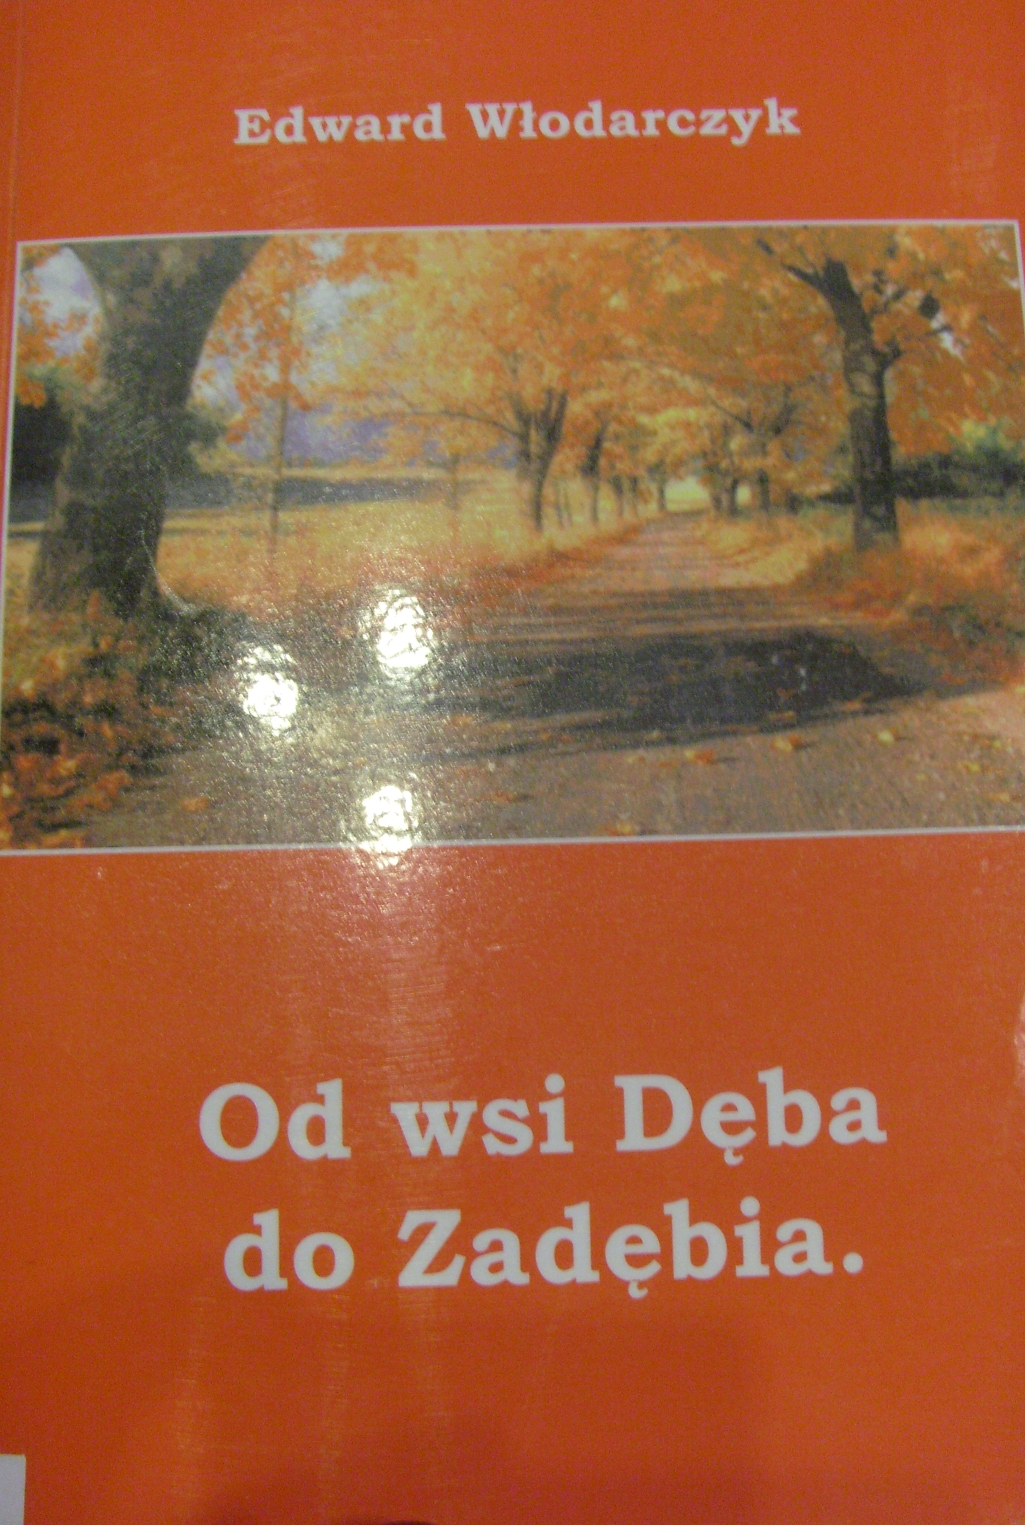 Edward Włodarczyk
Od wsi Dęba
do Zadębia.